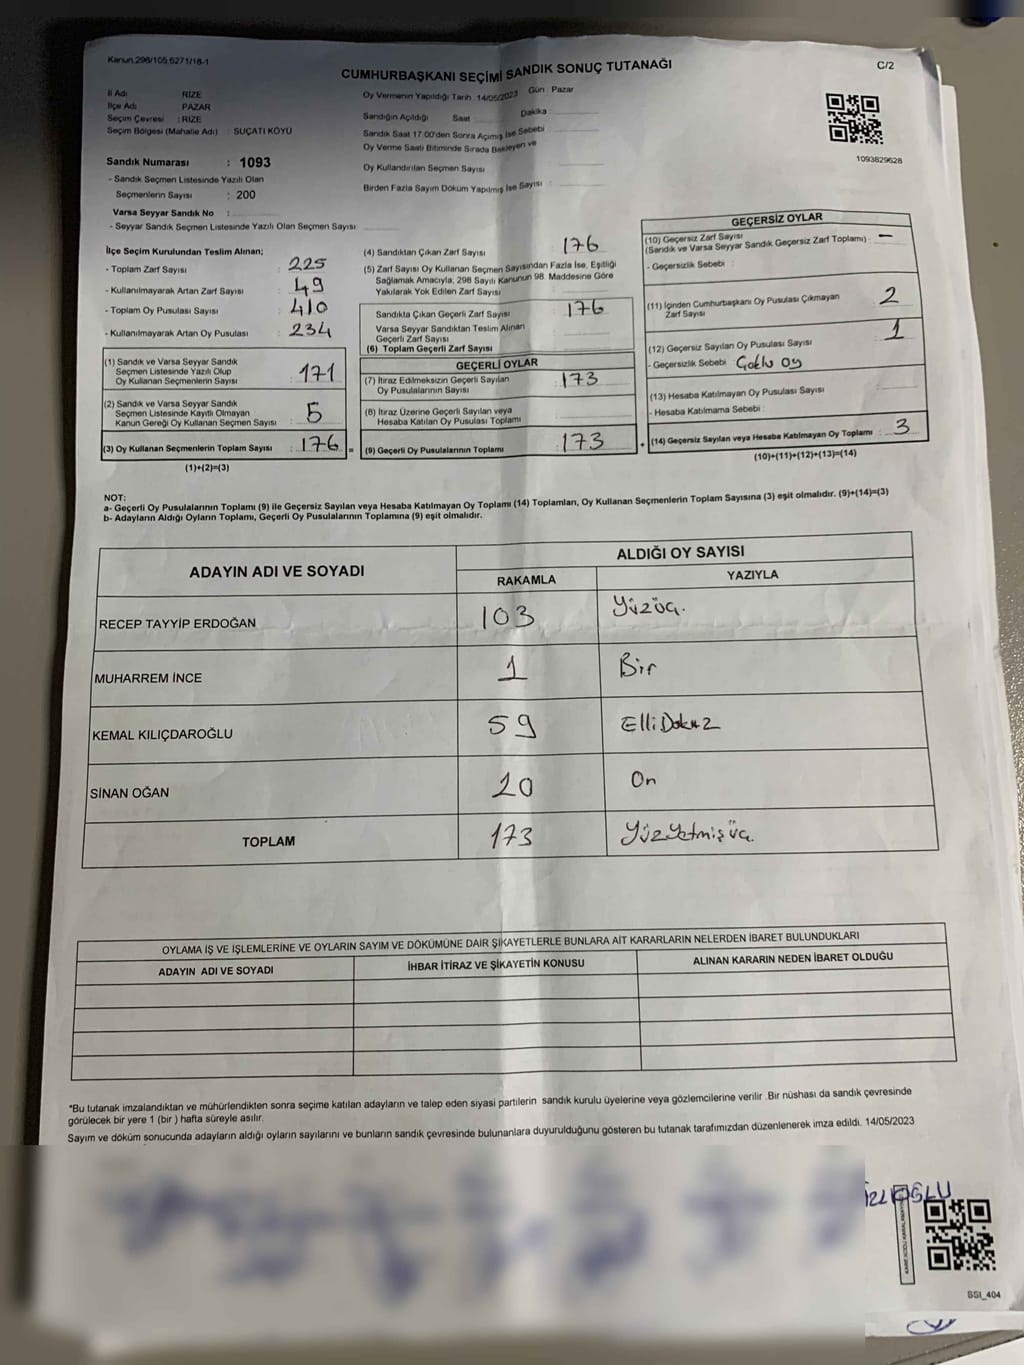 Kanun 298/105;6271/18-1
CUMHURBAŞKANI SEÇİMİ SANDIK SONUÇ TUTANAĞI
C/2
İl Adı RİZE
İlçe Adı PAZAR
Seçim Çevresi : RİZE
Seçim Bölgesi (Mahalle Adı) : SUÇATI KÖYÜ
Sandık Numarası : 1093
- Sandık Seçmen Listesinde Yazılı Olan
Seçmenlerin Sayısı : 200
Varsa Seyyar Sandık No :
- Seyyar Sandık Seçmen Listesinde Yazılı Olan Seçmen Sayısı
Oy Vermenin Yapıldığı Tarih 14/05/2023 Gün : Pazar
Sandığın Açıldığı Saat Dakika
Sandık Saat 17.00'den Sonra Açımış İse Sebebi :
Oy Verme Saati Bitiminde Sırada Bekleyen ve
Oy Kullandırılan Seçmen Sayısı
Birden Fazla Sayım Döküm Yapılmış İse Sayısı :
1093829628
İlçe Seçim Kurulundan Teslim Alınan;
- Toplam Zarf Sayısı : 225
- Kullanılmayarak Artan Zarf Sayısı : 49
- Toplam Oy Pusulası Sayısı : 410
- Kullanılmayarak Artan Oy Pusulası : 234
(1) Sandık ve Varsa Seyyar Sandık
Seçmen Listesinde Yazılı Olup
Oy Kullanan Seçmenlerin Sayısı : 171
(2) Sandık ve Varsa Seyyar Sandık
Seçmen Listesinde Kayıtlı Olmayan
Kanun Gereği Oy Kullanan Seçmen Sayısı : 5
(3) Oy Kullanan Seçmenlerin Toplam Sayısı : 176 =
(1)+(2)=(3)
(4) Sandıktan Çıkan Zarf Sayısı 176
(5) Zarf Sayısı Oy Kullanan Seçmen Sayısından Fazla İse, Eşitliği
Sağlamak Amacıyla, 298 Sayılı Kanunun 98. Maddesine Göre
Yakılarak Yok Edilen Zarf Sayısı
Sandıkta Çıkan Geçerli Zarf Sayısı 176
Varsa Seyyar Sandıktan Teslim Alınan
Geçerli Zarf Sayısı
(6) Toplam Geçerli Zarf Sayısı
GEÇERLİ OYLAR
(7) İtiraz Edilmeksizin Geçerli Sayılan
Oy Pusulalarının Sayısı 173
(8) İtiraz Üzerine Geçerli Sayılan veya
Hesaba Katılan Oy Pusulası Toplamı
(9) Geçerli Oy Pusulalarının Toplamı 173 +
GEÇERSİZ OYLAR
(10) Geçersiz Zarf Sayısı
(Sandık ve Varsa Seyyar Sandık Geçersiz Zarf Toplamı) : —
- Geçersizlik Sebebi :
(11) İçinden Cumhurbaşkanı Oy Pusulası Çıkmayan
Zarf Sayısı 2
(12) Geçersiz Sayılan Oy Pusulası Sayısı 1
- Geçersizlik Sebebi Çoklu oy
(13) Hesaba Katılmayan Oy Pusulası Sayısı
- Hesaba Katılmama Sebebi :
(14) Geçersiz Sayılan veya Hesaba Katılmayan Oy Toplamı : 3
(10)+(11)+(12)+(13)=(14)
NOT:
a- Geçerli Oy Pusulalarının Toplamı (9) ile Geçersiz Sayılan veya Hesaba Katılmayan Oy Toplamı (14) Toplamları, Oy Kullanan Seçmenlerin Toplam Sayısına (3) eşit olmalıdır. (9)+(14)=(3)
b- Adayların Aldığı Oyların Toplamı, Geçerli Oy Pusulalarının Toplamına (9) eşit olmalıdır.
ADAYIN ADI VE SOYADI ALDIĞI OY SAYISI
RAKAMLA YAZIYLA
RECEP TAYYİP ERDOĞAN 103 Yüzüç.
MUHARREM İNCE 1 Bir
KEMAL KILIÇDAROĞLU 59 Elli Dokuz
SİNAN OĞAN 10 On
TOPLAM 173 Yüz Yetmiş üç.
OYLAMA İŞ VE İŞLEMLERİNE VE OYLARIN SAYIM VE DÖKÜMÜNE DAİR ŞİKAYETLERLE BUNLARA AİT KARARLARIN NELERDEN İBARET BULUNDUKLARI
ADAYIN ADI VE SOYADI İHBAR İTİRAZ VE ŞİKAYETİN KONUSU ALINAN KARARIN NEDEN İBARET OLDUĞU
*Bu tutanak imzalandıktan ve mühürlendikten sonra seçime katılan adayların ve talep eden siyasi partilerin sandık kurulu üyelerine veya gözlemcilerine verilir .Bir nüshası da sandık çevresinde
görülecek bir yere 1 (bir ) hafta süreyle asılır.
Sayım ve döküm sonucunda adayların aldığı oyların sayılarını ve bunların sandık çevresinde bulunanlara duyurulduğunu gösteren bu tutanak tarafımızdan düzenlenerek imza edildi. 14/05/2023
SSI_404